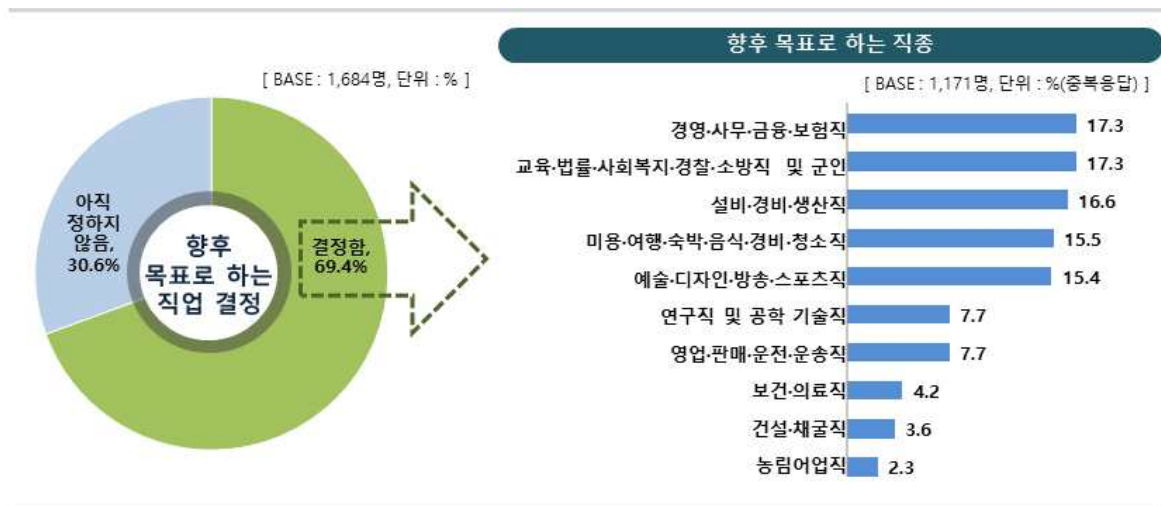 향후 목표로 하는 직종
[ BASE : 1,684명, 단위 : % ]
[ BASE : 1,171명, 단위 : %(중복응답) ]
아직
정하지
않음,
30.6%
향후
목표로 하는
직업 결정
결정함,
69.4%
경영·사무·금융·보험직 17.3
교육·법률·사회복지·경찰·소방직 및 군인 17.3
설비·경비·생산직 16.6
미용·여행·숙박·음식·경비·청소직 15.5
예술·디자인·방송·스포츠직 15.4
연구직 및 공학 기술직 7.7
영업·판매·운전·운송직 7.7
보건·의료직 4.2
건설·채굴직 3.6
농림어업직 2.3